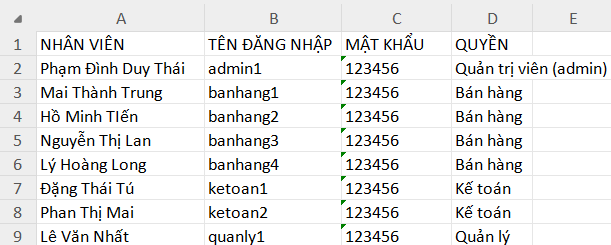 A B C D E
1 NHÂN VIÊN TÊN ĐĂNG NHẬP MẬT KHẨU QUYỀN
2 Phạm Đình Duy Thái admin1 123456 Quản trị viên (admin)
3 Mai Thành Trung banhang1 123456 Bán hàng
4 Hồ Minh TIến banhang2 123456 Bán hàng
5 Nguyễn Thị Lan banhang3 123456 Bán hàng
6 Lý Hoàng Long banhang4 123456 Bán hàng
7 Đặng Thái Tú ketoan1 123456 Kế toán
8 Phan Thị Mai ketoan2 123456 Kế toán
9 Lê Văn Nhất quanly1 123456 Quản lý